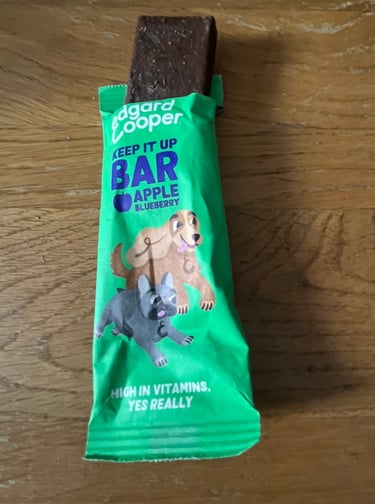 Edgard
Cooper
KEEP IT UP
BAR
APPLE
BLUEBERRY
HIGH IN VITAMINS,
YES REALLY